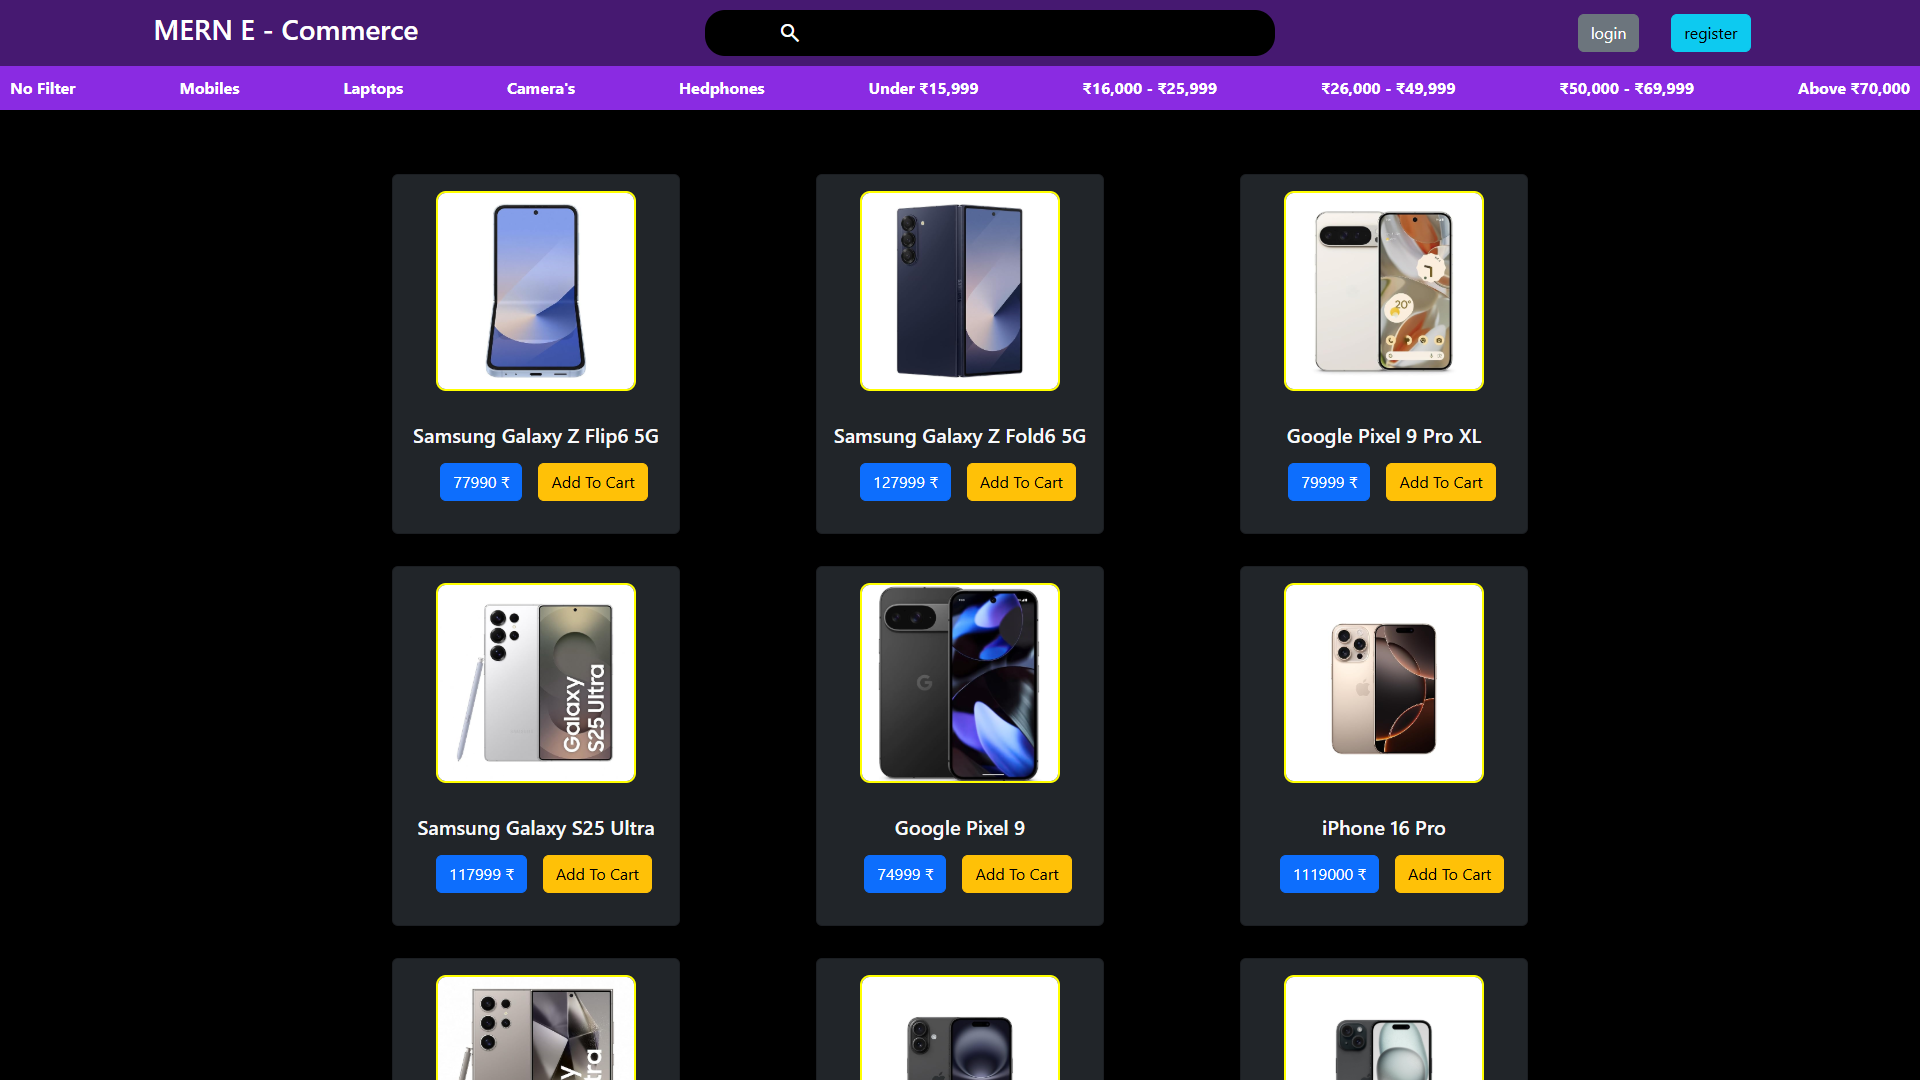 MERN E - Commerce
login
register
No Filter
Mobiles
Laptops
Camera's
Hedphones
Under ₹15,999
₹16,000 - ₹25,999
₹26,000 - ₹49,999
₹50,000 - ₹69,999
Above ₹70,000
20°
Samsung Galaxy Z Flip6 5G
Samsung Galaxy Z Fold6 5G
Google Pixel 9 Pro XL
77990 ₹
Add To Cart
127999 ₹
Add To Cart
79999 ₹
Add To Cart
Galaxy
S25 Ultra
G
Samsung Galaxy S25 Ultra
Google Pixel 9
iPhone 16 Pro
117999 ₹
Add To Cart
74999 ₹
Add To Cart
1119000 ₹
Add To Cart